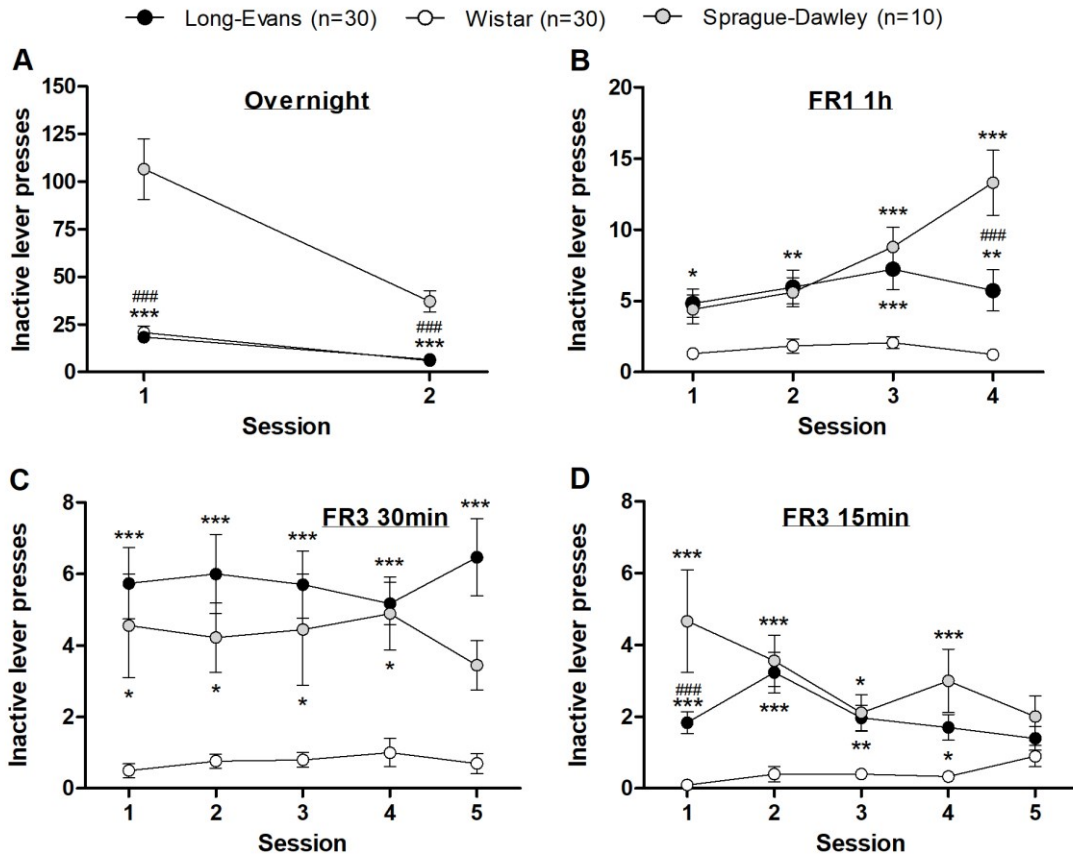 Long-Evans (n=30) Wistar (n=30) Sprague-Dawley (n=10)
A
Overnight
Inactive lever presses
150
125
100
75
50
25
0
###
***
###
***
1 2
Session
B
FR1 1h
Inactive lever presses
20
15
10
5
0
*
**
***
***
***
###
**
1 2 3 4
Session
C
FR3 30min
Inactive lever presses
8
6
4
2
0
*** *** *** *** ***
* * * *
1 2 3 4 5
Session
D
FR3 15min
Inactive lever presses
8
6
4
2
0
***
###
***
***
***
*
**
***
*
1 2 3 4 5
Session